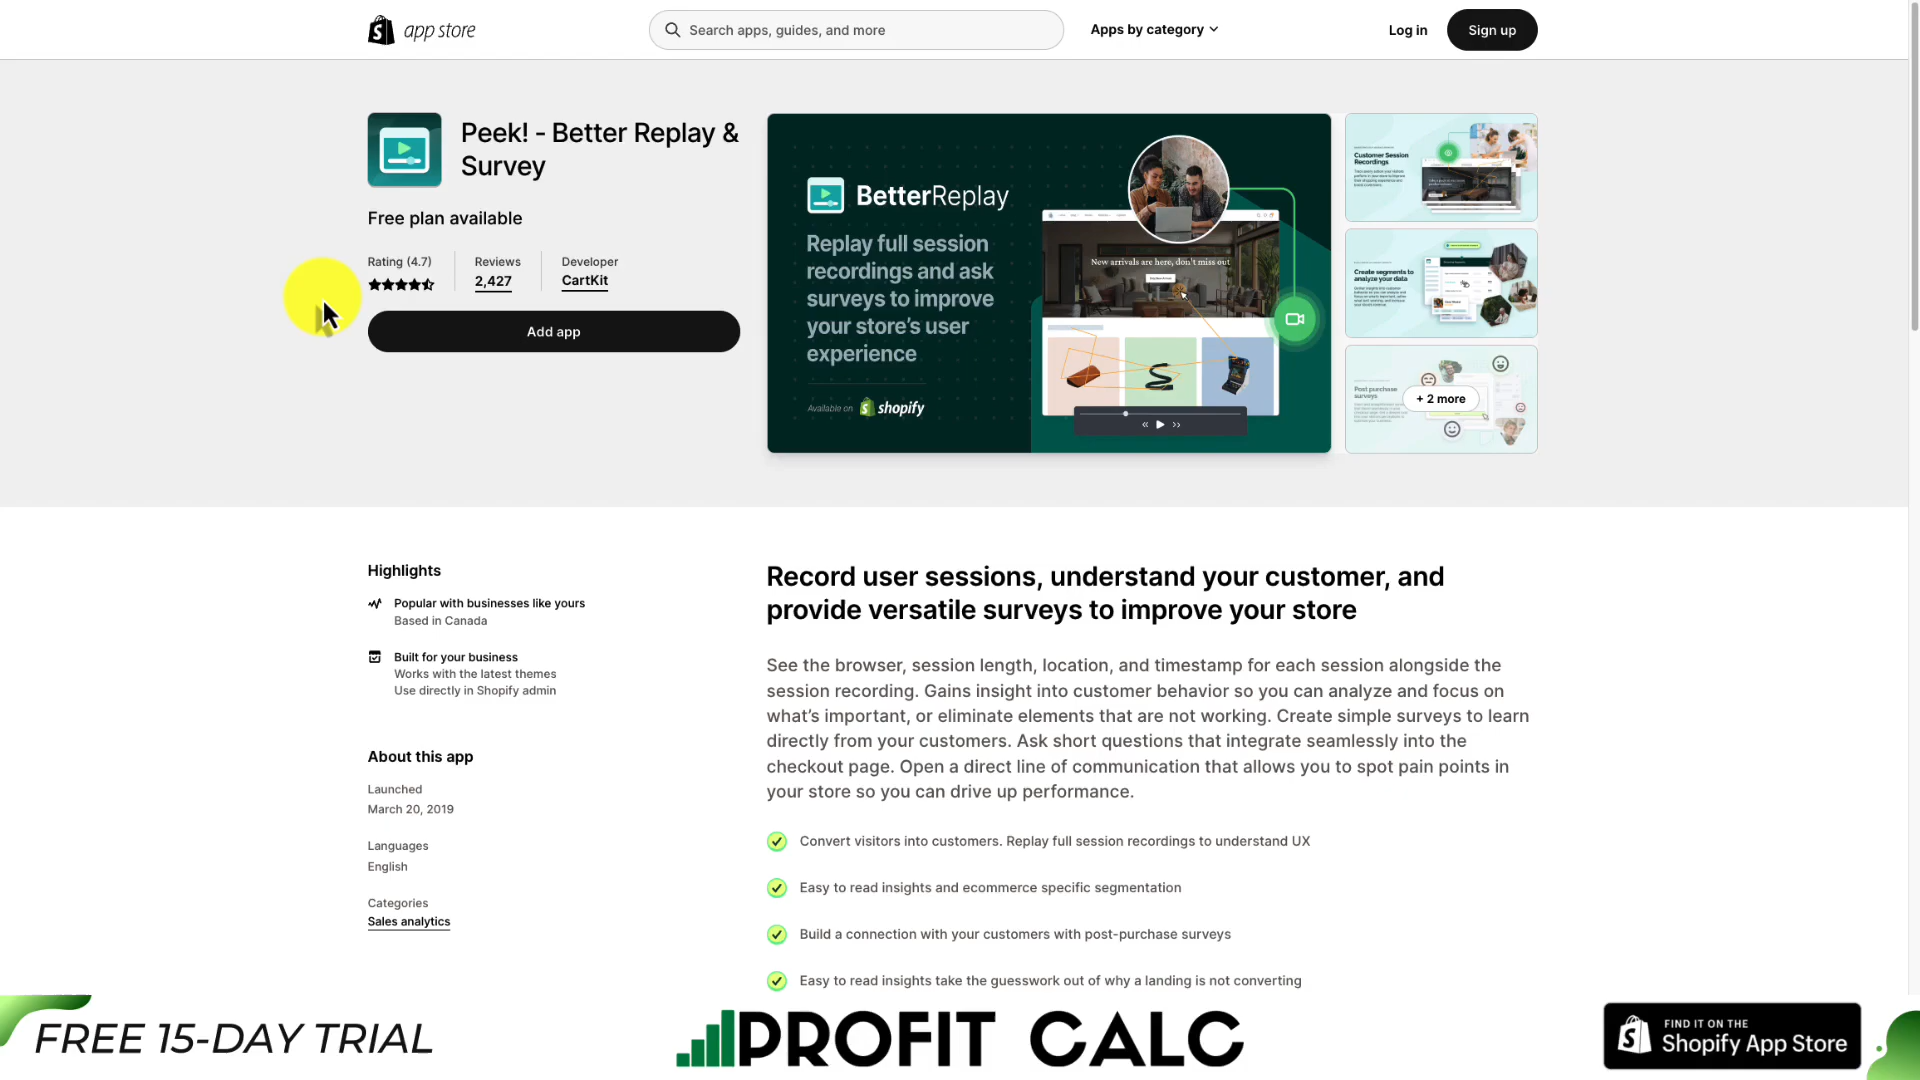 app store
Search apps, guides, and more
Apps by category
Log in
Sign up
Peek! - Better Replay &
Survey
Free plan available
Rating (4.7)
Reviews
2,427
Developer
CartKit
Add app
BetterReplay
Replay full session
recordings and ask
surveys to improve
your store's user
experience
Available on shopify
New arrivals are here, don't miss out
Customer Session
Recordings
Create segments to
analyze your data
Post purchase
surveys
+ 2 more
Highlights
Popular with businesses like yours
Based in Canada
Built for your business
Works with the latest themes
Use directly in Shopify admin
About this app
Launched
March 20, 2019
Languages
English
Categories
Sales analytics
Record user sessions, understand your customer, and
provide versatile surveys to improve your store
See the browser, session length, location, and timestamp for each session alongside the
session recording. Gains insight into customer behavior so you can analyze and focus on
what's important, or eliminate elements that are not working. Create simple surveys to learn
directly from your customers. Ask short questions that integrate seamlessly into the
checkout page. Open a direct line of communication that allows you to spot pain points in
your store so you can drive up performance.
Convert visitors into customers. Replay full session recordings to understand UX
Easy to read insights and ecommerce specific segmentation
Build a connection with your customers with post-purchase surveys
Easy to read insights take the guesswork out of why a landing is not converting
FREE 15-DAY TRIAL
PROFIT CALC
FIND IT ON THE
Shopify App Store